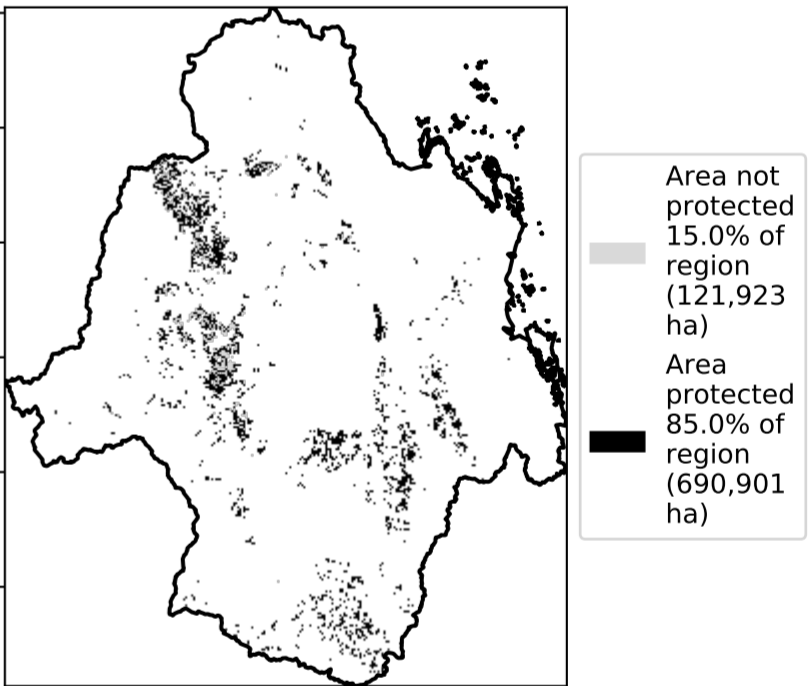 Area not
protected
15.0% of
region
(121,923
ha)
Area
protected
85.0% of
region
(690,901
ha)